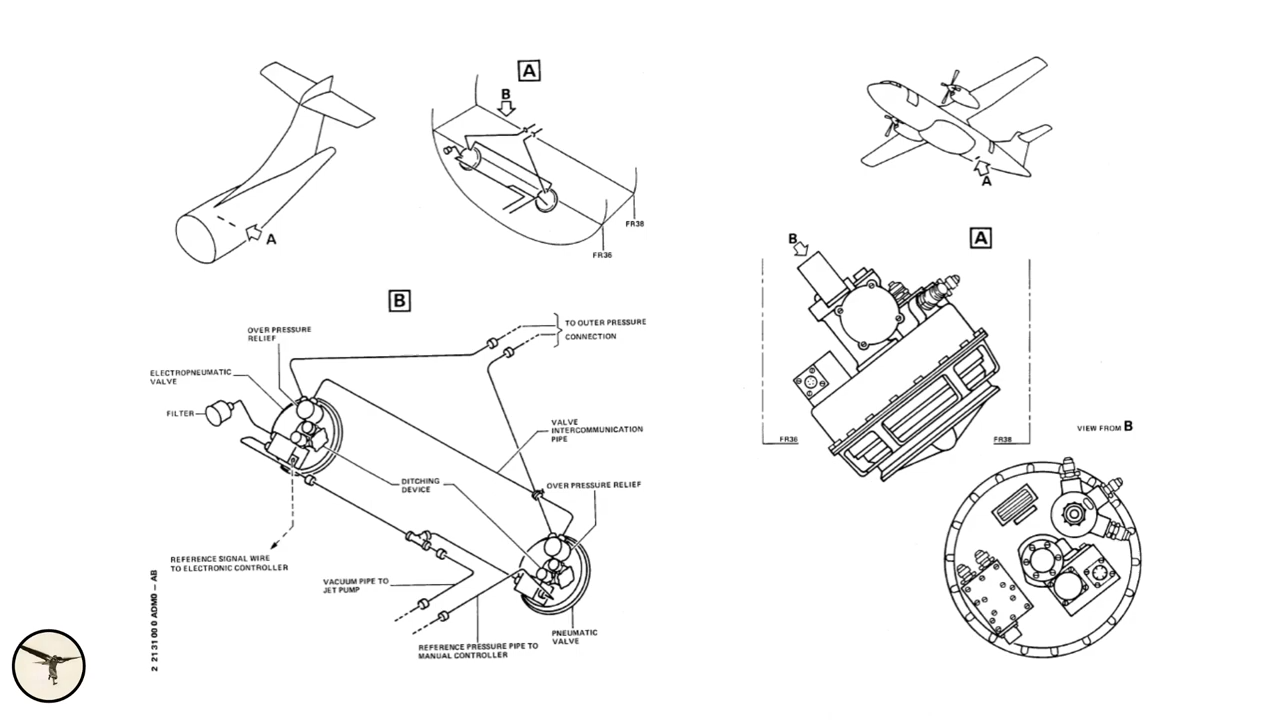 A
B
A
FR38
FR36
B
OVER PRESSURE
RELIEF
TO OUTER PRESSURE
CONNECTION
ELECTROPNEUMATIC
VALVE
FILTER
VALVE
INTERCOMMUNICATION
PIPE
DITCHING
DEVICE
OVER PRESSURE RELIEF
REFERENCE SIGNAL WIRE
TO ELECTRONIC CONTROLLER
VACUUM PIPE TO
JET PUMP
PNEUMATIC
VALVE
REFERENCE PRESSURE PIPE TO
MANUAL CONTROLLER
2 21 31 00 0 ADM0 – AB
A
A
B
FR36
FR38
VIEW FROM B